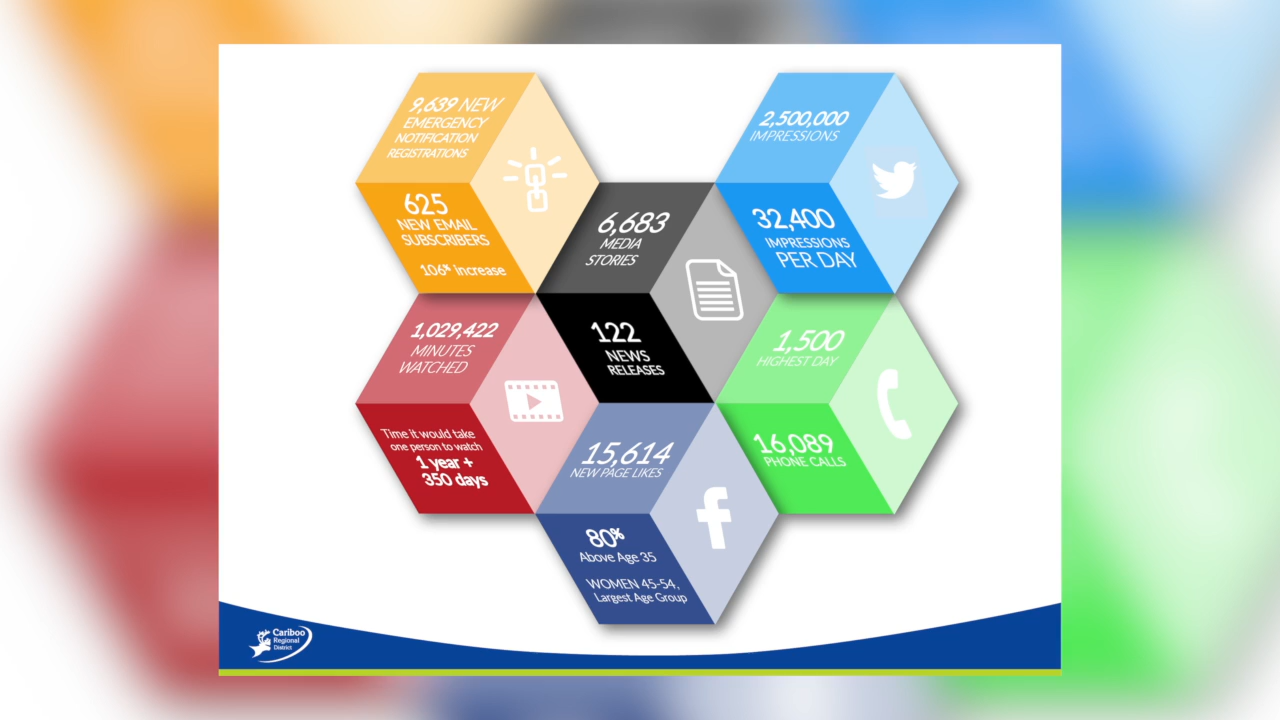 9,639 NEW
EMERGENCY
NOTIFICATION
REGISTRATIONS
625
NEW EMAIL
SUBSCRIBERS
106% increase
6,683
MEDIA
STORIES
122
NEWS
RELEASES
2,500,000
IMPRESSIONS
32,400
IMPRESSIONS
PER DAY
1,029,422
MINUTES
WATCHED
Time it would take
one person to watch
1 year +
350 days
15,614
NEW PAGE LIKES
80%
Above Age 35
WOMEN 45-54,
Largest Age Group
1,500
HIGHEST DAY
16,089
PHONE CALLS
Cariboo
Regional
District